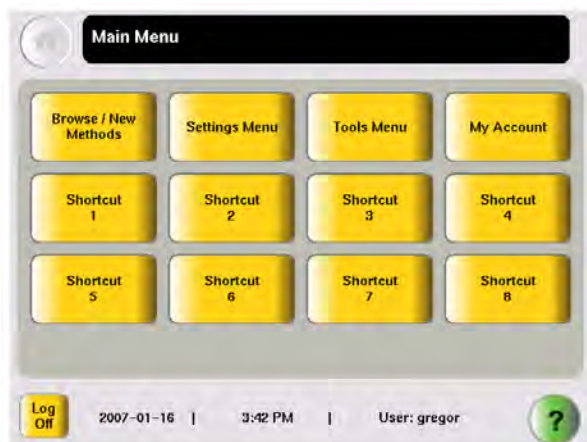 Main Menu
Browse / New
Methods
Settings Menu
Tools Menu
My Account
Shortcut
1
Shortcut
2
Shortcut
3
Shortcut
4
Shortcut
5
Shortcut
6
Shortcut
7
Shortcut
8
Log
Off
2007-01-16 | 3:42 PM | User: gregor
?